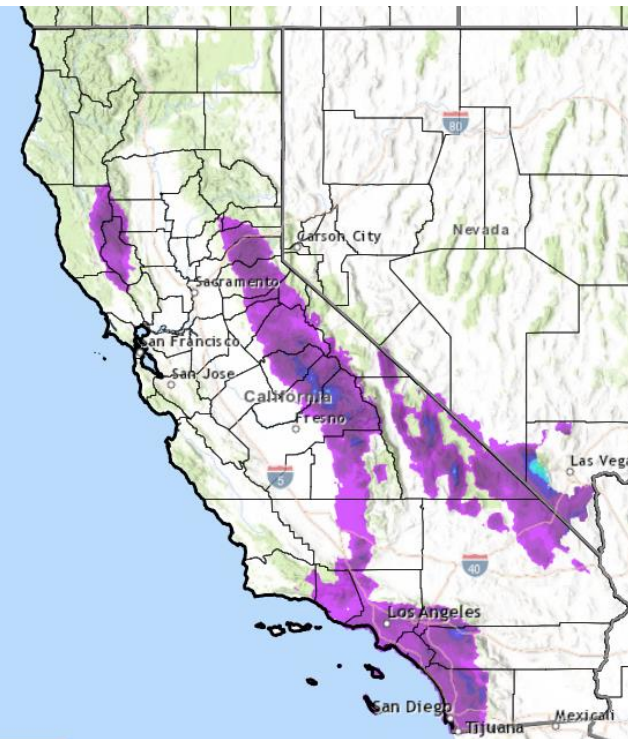 80
Nevada
Carson City
Sacramento
San Francisco
San Jose
California
Fresno
5
Las Vega
40
Los Angeles
San Diego
Tijuana
Mexicali